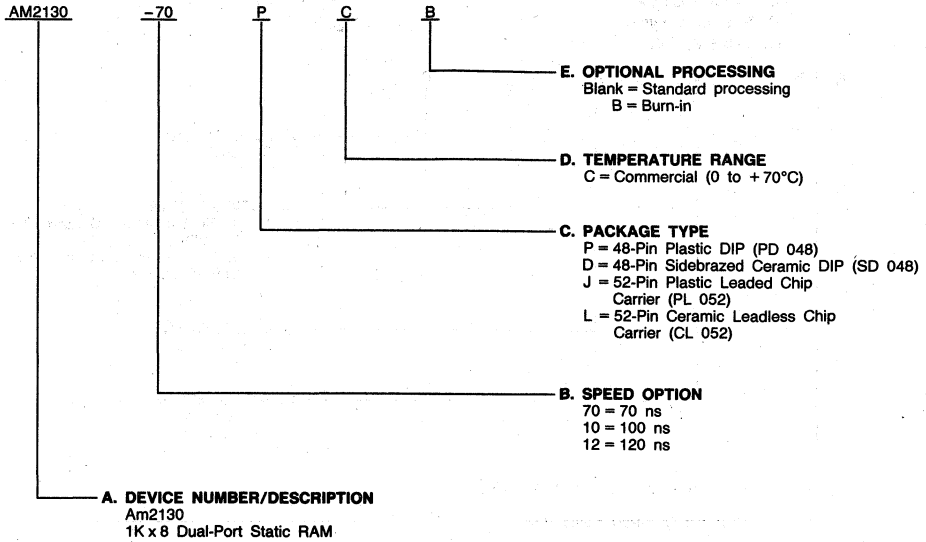 AM2130 -70 P C B
E. OPTIONAL PROCESSING
Blank = Standard processing
B = Burn-in
D. TEMPERATURE RANGE
C = Commercial (0 to +70°C)
C. PACKAGE TYPE
P = 48-Pin Plastic DIP (PD 048)
D = 48-Pin Sidebrazed Ceramic DIP (SD 048)
J = 52-Pin Plastic Leaded Chip
Carrier (PL 052)
L = 52-Pin Ceramic Leadless Chip
Carrier (CL 052)
B. SPEED OPTION
70 = 70 ns
10 = 100 ns
12 = 120 ns
A. DEVICE NUMBER/DESCRIPTION
Am2130
1K x 8 Dual-Port Static RAM